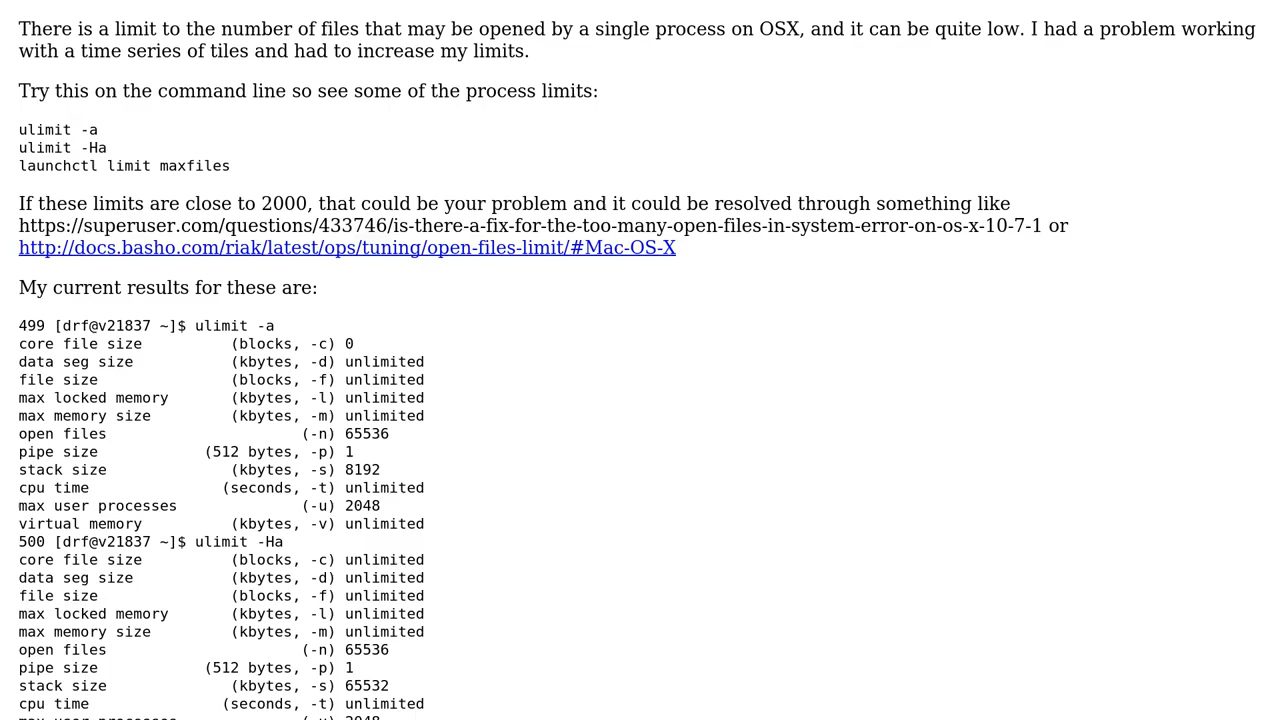 There is a limit to the number of files that may be opened by a single process on OSX, and it can be quite low. I had a problem working
with a time series of tiles and had to increase my limits.
Try this on the command line so see some of the process limits:
ulimit -a
ulimit -Ha
launchctl limit maxfiles
If these limits are close to 2000, that could be your problem and it could be resolved through something like
https://superuser.com/questions/433746/is-there-a-fix-for-the-too-many-open-files-in-system-error-on-os-x-10-7-1 or
http://docs.basho.com/riak/latest/ops/tuning/open-files-limit/#Mac-OS-X
My current results for these are:
499 [drf@v21837 ~]$ ulimit -a
core file size          (blocks, -c) 0
data seg size           (kbytes, -d) unlimited
file size               (blocks, -f) unlimited
max locked memory       (kbytes, -l) unlimited
max memory size         (kbytes, -m) unlimited
open files                      (-n) 65536
pipe size            (512 bytes, -p) 1
stack size              (kbytes, -s) 8192
cpu time               (seconds, -t) unlimited
max user processes              (-u) 2048
virtual memory          (kbytes, -v) unlimited
500 [drf@v21837 ~]$ ulimit -Ha
core file size          (blocks, -c) unlimited
data seg size           (kbytes, -d) unlimited
file size               (blocks, -f) unlimited
max locked memory       (kbytes, -l) unlimited
max memory size         (kbytes, -m) unlimited
open files                      (-n) 65536
pipe size            (512 bytes, -p) 1
stack size              (kbytes, -s) 65532
cpu time               (seconds, -t) unlimited
max user processes              (-u) 2048